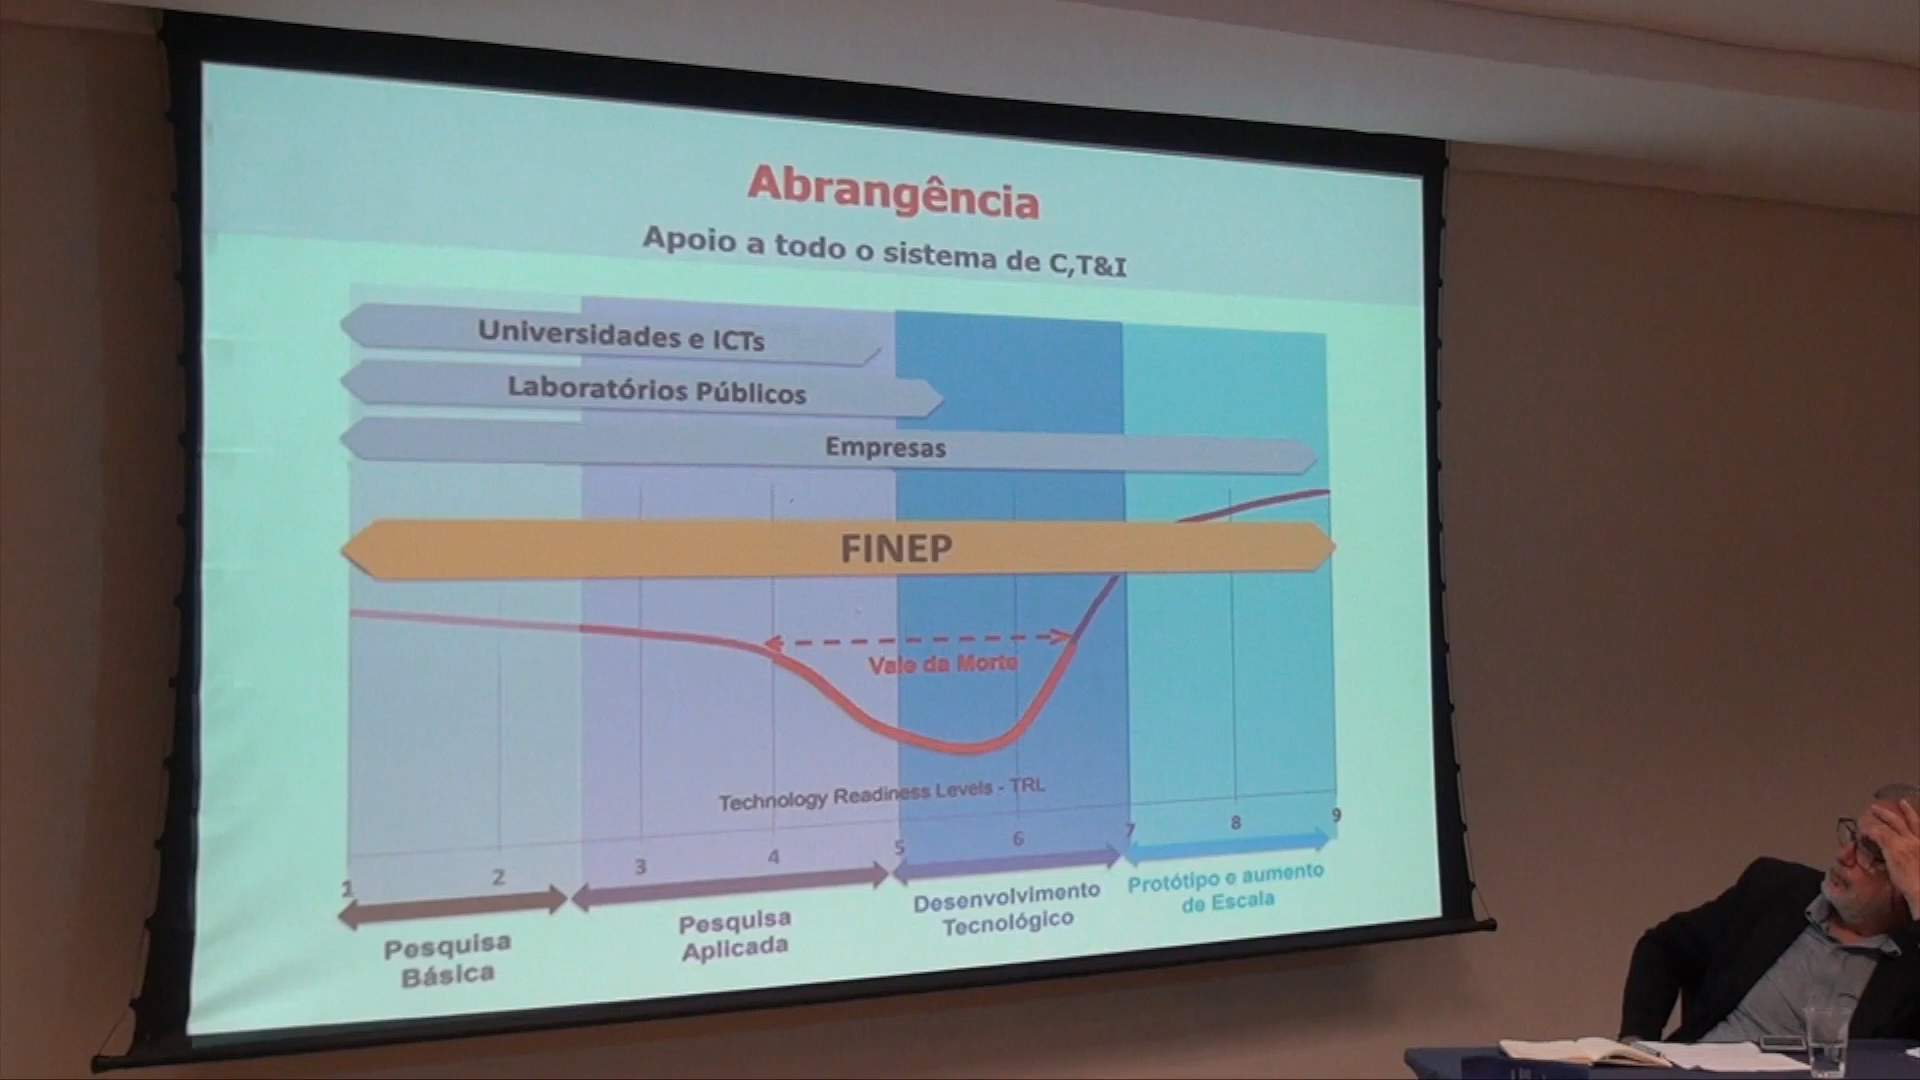 Abrangência
Apoio a todo o sistema de C,T&I
Universidades e ICTs
Laboratórios Públicos
Empresas
FINEP
Vale da Morte
Technology Readiness Levels - TRL
1
2
3
4
5
6
7
8
9
Pesquisa
Básica
Pesquisa
Aplicada
Desenvolvimento
Tecnológico
Protótipo e aumento
de Escala